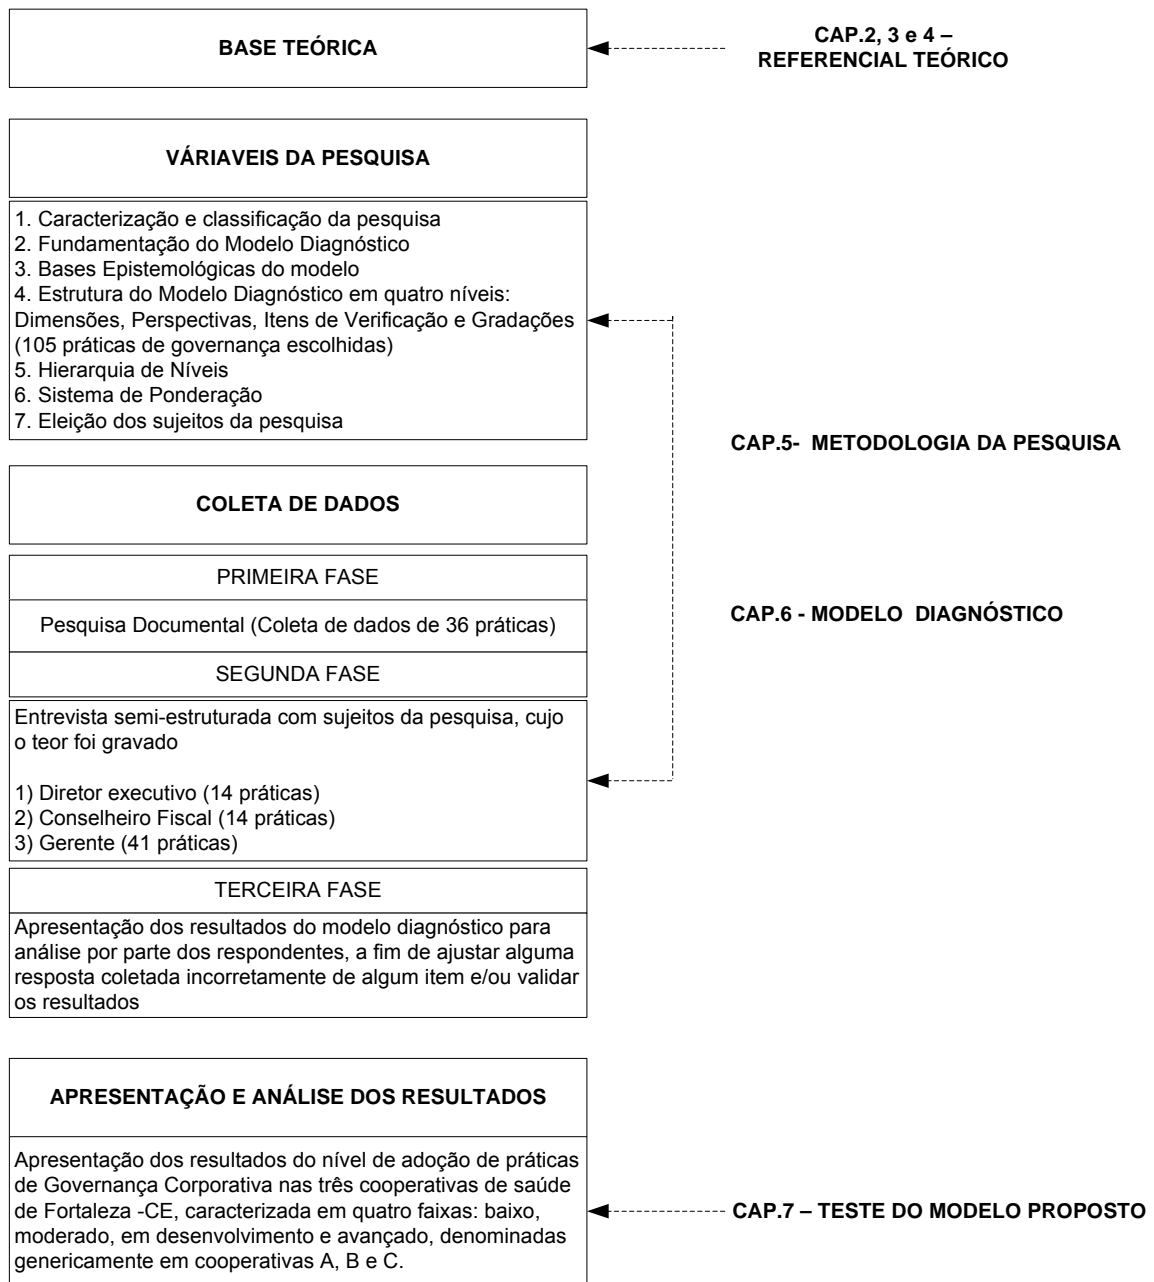 BASE TEÓRICA
CAP.2, 3 e 4 –
REFERENCIAL TEÓRICO
VÁRIAVEIS DA PESQUISA
1. Caracterização e classificação da pesquisa
2. Fundamentação do Modelo Diagnóstico
3. Bases Epistemológicas do modelo
4. Estrutura do Modelo Diagnóstico em quatro níveis:
Dimensões, Perspectivas, Itens de Verificação e Gradações
(105 práticas de governança escolhidas)
5. Hierarquia de Níveis
6. Sistema de Ponderação
7. Eleição dos sujeitos da pesquisa
CAP.5- METODOLOGIA DA PESQUISA
COLETA DE DADOS
PRIMEIRA FASE
Pesquisa Documental (Coleta de dados de 36 práticas)
CAP.6 - MODELO DIAGNÓSTICO
SEGUNDA FASE
Entrevista semi-estruturada com sujeitos da pesquisa, cujo
o teor foi gravado
1) Diretor executivo (14 práticas)
2) Conselheiro Fiscal (14 práticas)
3) Gerente (41 práticas)
TERCEIRA FASE
Apresentação dos resultados do modelo diagnóstico para
análise por parte dos respondentes, a fim de ajustar alguma
resposta coletada incorretamente de algum item e/ou validar
os resultados
APRESENTAÇÃO E ANÁLISE DOS RESULTADOS
Apresentação dos resultados do nível de adoção de práticas
de Governança Corporativa nas três cooperativas de saúde
de Fortaleza -CE, caracterizada em quatro faixas: baixo,
moderado, em desenvolvimento e avançado, denominadas
genericamente em cooperativas A, B e C.
CAP.7 – TESTE DO MODELO PROPOSTO